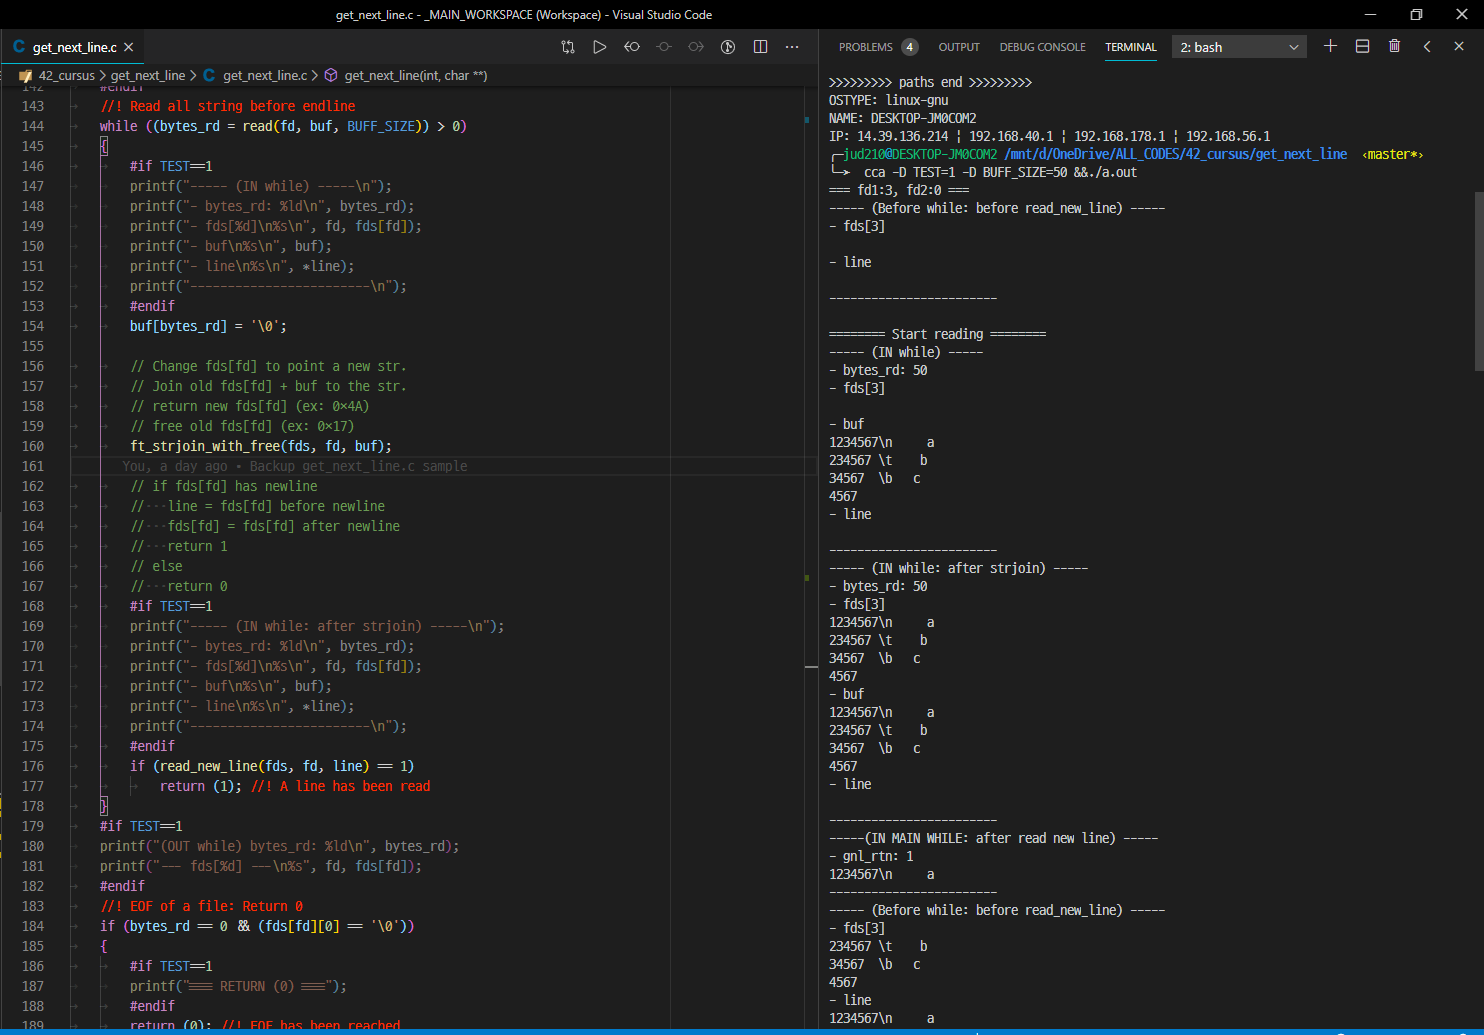 get_next_line.c - _MAIN_WORKSPACE (Workspace) - Visual Studio Code
C get_next_line.c ×
42_cursus > get_next_line > C get_next_line.c > get_next_line(int, char **)
142 #endif
143 //! Read all string before endline
144 while ((bytes_rd = read(fd, buf, BUFF_SIZE)) > 0)
145 {
146 #if TEST==1
147 printf("----- (IN while) -----\n");
148 printf("- bytes_rd: %ld\n", bytes_rd);
149 printf("- fds[%d]\n%s\n", fd, fds[fd]);
150 printf("- buf\n%s\n", buf);
151 printf("- line\n%s\n", *line);
152 printf("------------------------\n");
153 #endif
154 buf[bytes_rd] = '\0';
155
156 // Change fds[fd] to point a new str.
157 // Join old fds[fd] + buf to the str.
158 // return new fds[fd] (ex: 0×4A)
159 // free old fds[fd] (ex: 0×17)
160 ft_strjoin_with_free(fds, fd, buf);
161 You, a day ago • Backup get_next_line.c sample
162 // if fds[fd] has newline
163 //···line = fds[fd] before newline
164 //···fds[fd] = fds[fd] after newline
165 //···return 1
166 // else
167 //···return 0
168 #if TEST==1
169 printf("----- (IN while: after strjoin) -----\n");
170 printf("- bytes_rd: %ld\n", bytes_rd);
171 printf("- fds[%d]\n%s\n", fd, fds[fd]);
172 printf("- buf\n%s\n", buf);
173 printf("- line\n%s\n", *line);
174 printf("------------------------\n");
175 #endif
176 if (read_new_line(fds, fd, line) == 1)
177 return (1); //! A line has been read
178 }
179 #if TEST==1
180 printf("(OUT while) bytes_rd: %ld\n", bytes_rd);
181 printf("--- fds[%d] ---\n%s", fd, fds[fd]);
182 #endif
183 //! EOF of a file: Return 0
184 if (bytes_rd == 0 && (fds[fd][0] == '\0'))
185 {
186 #if TEST==1
187 printf("=== RETURN (0) ===");
188 #endif
189 return (0); //! EOF has been reached
PROBLEMS 4 OUTPUT DEBUG CONSOLE TERMINAL 2: bash
>>>>>>>>> paths end >>>>>>>>>
OSTYPE: linux-gnu
NAME: DESKTOP-JM0COM2
IP: 14.39.136.214 ¦ 192.168.40.1 ¦ 192.168.178.1 ¦ 192.168.56.1
╭─jud210@DESKTOP-JM0COM2 /mnt/d/OneDrive/ALL_CODES/42_cursus/get_next_line ‹master*›
╰─➤ cca -D TEST=1 -D BUFF_SIZE=50 &&./a.out
=== fd1:3, fd2:0 ===
----- (Before while: before read_new_line) -----
- fds[3]
- line
------------------------
======== Start reading ========
----- (IN while) -----
- bytes_rd: 50
- fds[3]
- buf
1234567\n     a
234567 \t    b
34567  \b   c
4567
- line
------------------------
----- (IN while: after strjoin) -----
- bytes_rd: 50
- fds[3]
1234567\n     a
234567 \t    b
34567  \b   c
4567
- buf
1234567\n     a
234567 \t    b
34567  \b   c
4567
- line
------------------------
-----(IN MAIN WHILE: after read new line) -----
- gnl_rtn: 1
1234567\n     a
------------------------
----- (Before while: before read_new_line) -----
- fds[3]
234567 \t    b
34567  \b   c
4567
- line
1234567\n     a